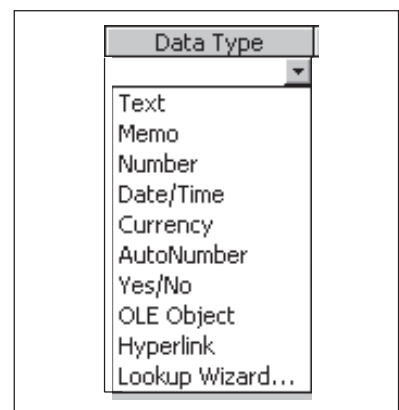 Data Type
Text
Memo
Number
Date/Time
Currency
AutoNumber
Yes/No
OLE Object
Hyperlink
Lookup Wizard...